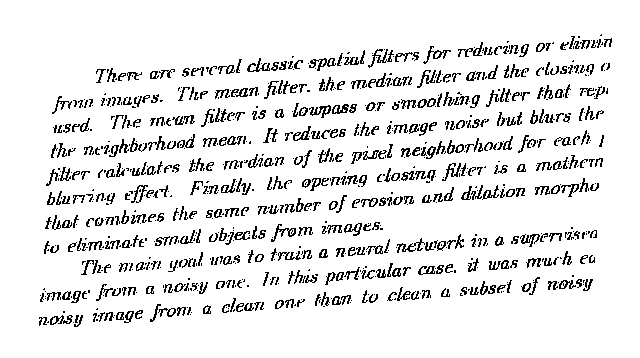 There are several classic spatial filters for reducing or elimin
from images. The mean filter, the median filter and the closing o
used. The mean filter is a lowpass or smoothing filter that repl
the neighborhood mean. It reduces the image noise but blurs the
filter calculates the median of the pixel neighborhood for each p
blurring effect. Finally, the opening closing filter is a mathem
that combines the same number of erosion and dilation morpho
to eliminate small objects from images.
The main goal was to train a neural network in a supervised
image from a noisy one. In this particular case, it was much ea
noisy image from a clean one than to clean a subset of noisy